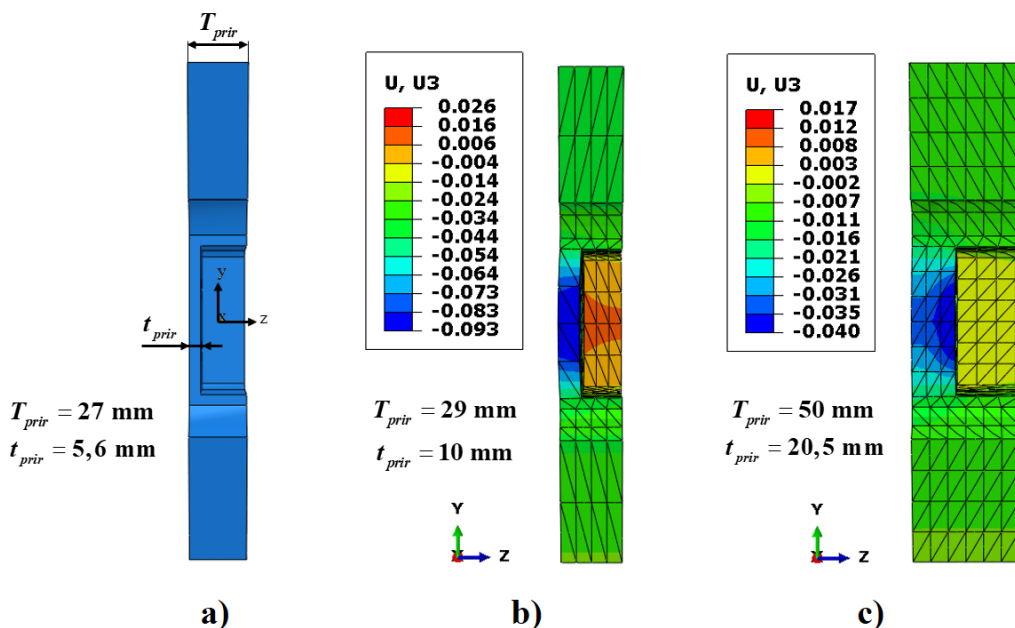 T_prir
y
x
z
t_prir
T_prir = 27 mm
t_prir = 5,6 mm
a)
U, U3
0.026
0.016
0.006
-0.004
-0.014
-0.024
-0.034
-0.044
-0.054
-0.064
-0.073
-0.083
-0.093
T_prir = 29 mm
t_prir = 10 mm
Y
X
Z
b)
U, U3
0.017
0.012
0.008
0.003
-0.002
-0.007
-0.011
-0.016
-0.021
-0.026
-0.031
-0.035
-0.040
T_prir = 50 mm
t_prir = 20,5 mm
Y
X
Z
c)